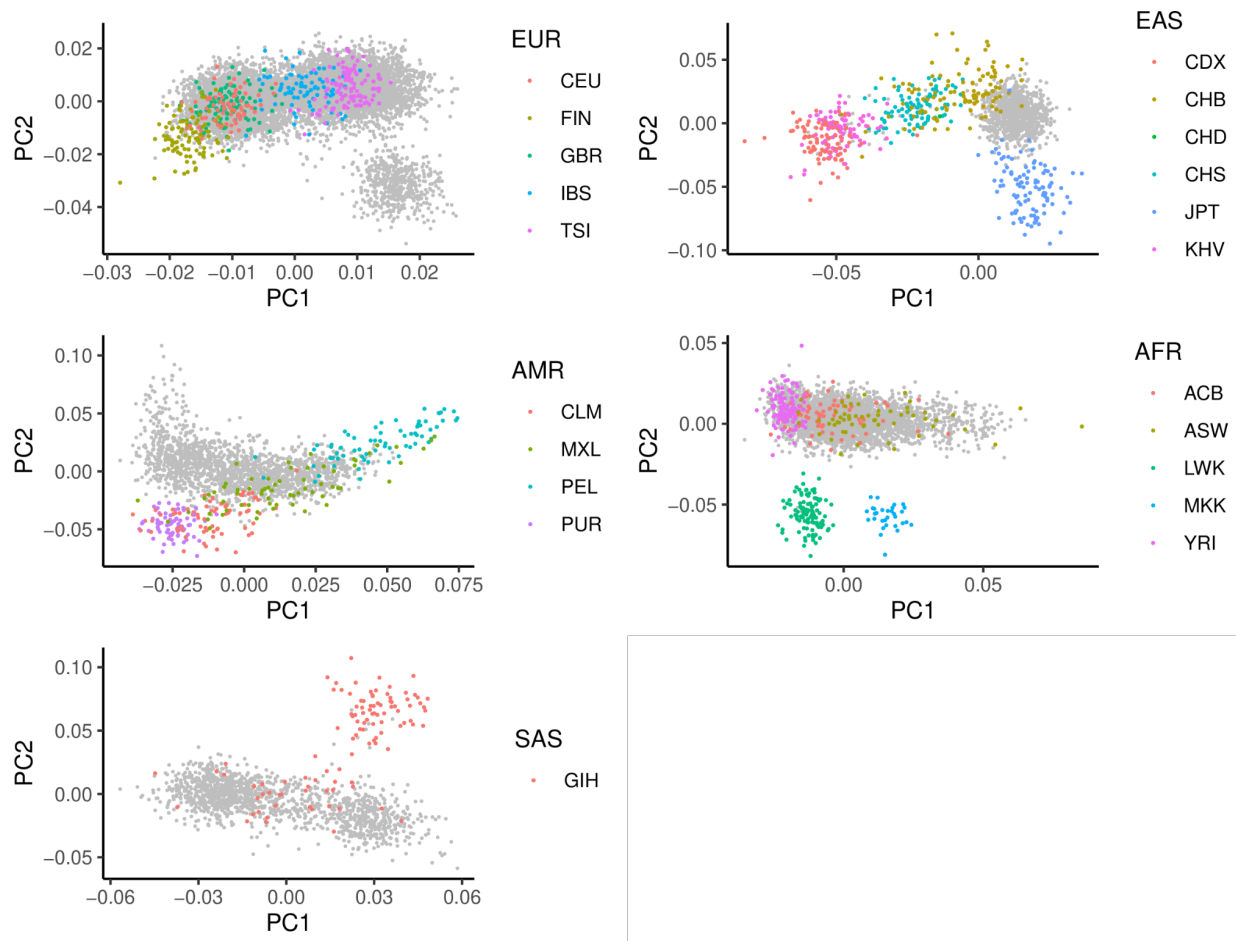 EUR
CEU
FIN
GBR
IBS
TSI
PC2
0.02
0.00
−0.02
−0.04
−0.03 −0.02 −0.01 0.00 0.01 0.02
PC1
EAS
CDX
CHB
CHD
CHS
JPT
KHV
PC2
0.05
0.00
−0.05
−0.10
−0.05 0.00
PC1
AMR
CLM
MXL
PEL
PUR
PC2
0.10
0.05
0.00
−0.05
−0.025 0.000 0.025 0.050 0.075
PC1
AFR
ACB
ASW
LWK
MKK
YRI
PC2
0.05
0.00
−0.05
0.00 0.05
PC1
SAS
GIH
PC2
0.10
0.05
0.00
−0.05
−0.06 −0.03 0.00 0.03 0.06
PC1